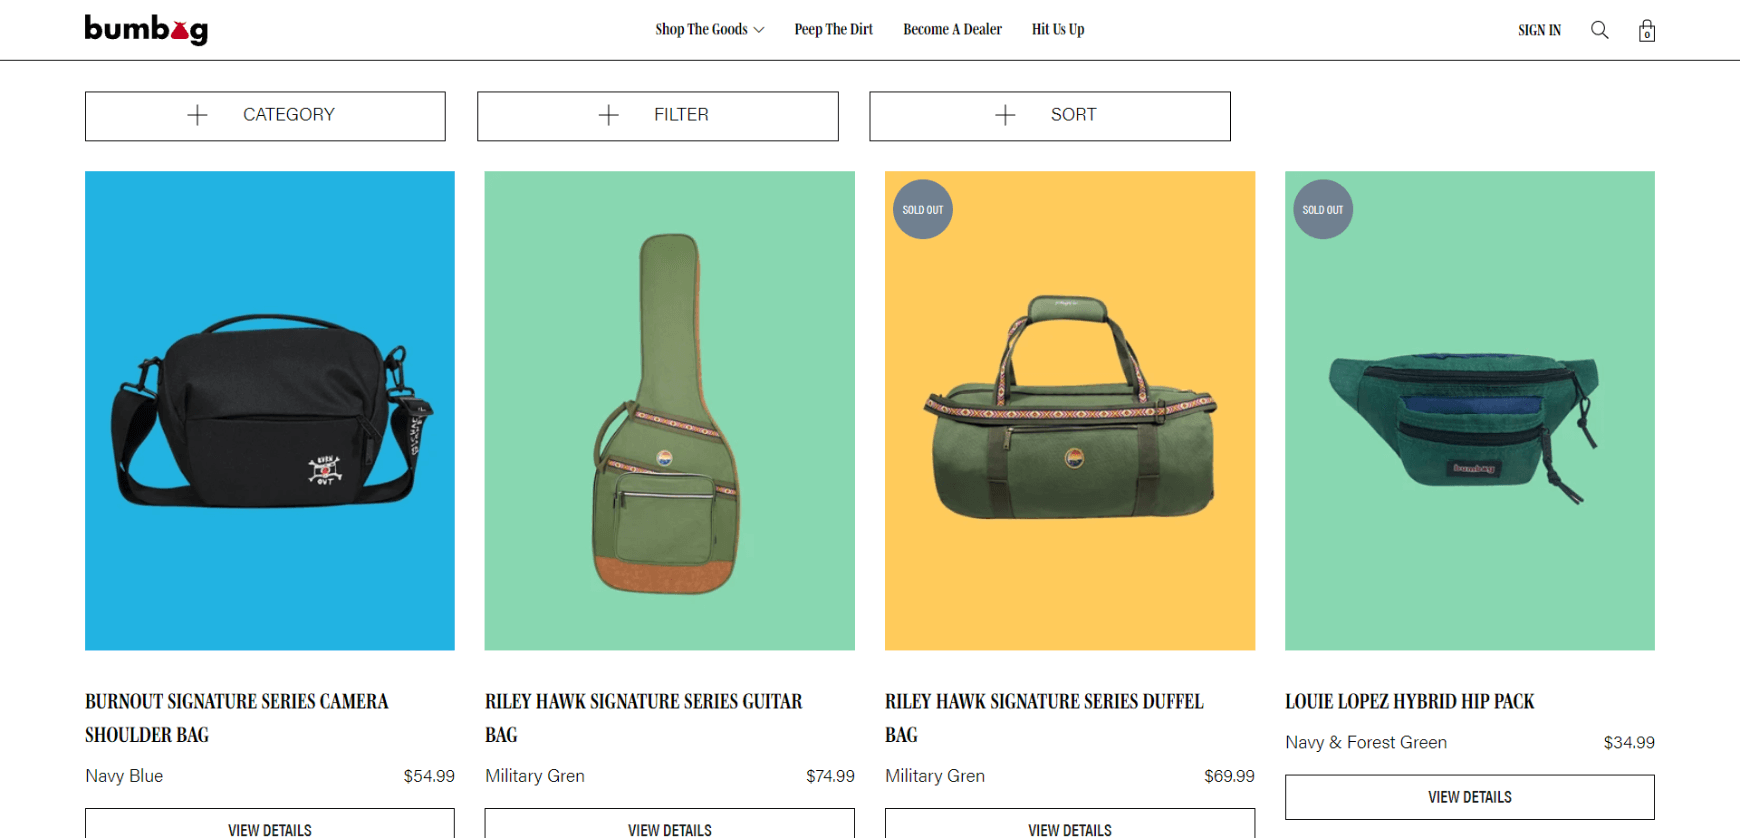 bumbag
Shop The Goods
Peep The Dirt
Become A Dealer
Hit Us Up
SIGN IN
0
CATEGORY
FILTER
SORT
BURN
OUT
SOLD OUT
SOLD OUT
bumbag
BURNOUT SIGNATURE SERIES CAMERA
SHOULDER BAG
Navy Blue
$54.99
VIEW DETAILS
RILEY HAWK SIGNATURE SERIES GUITAR
BAG
Military Gren
$74.99
VIEW DETAILS
RILEY HAWK SIGNATURE SERIES DUFFEL
BAG
Military Gren
$69.99
VIEW DETAILS
LOUIE LOPEZ HYBRID HIP PACK
Navy & Forest Green
$34.99
VIEW DETAILS